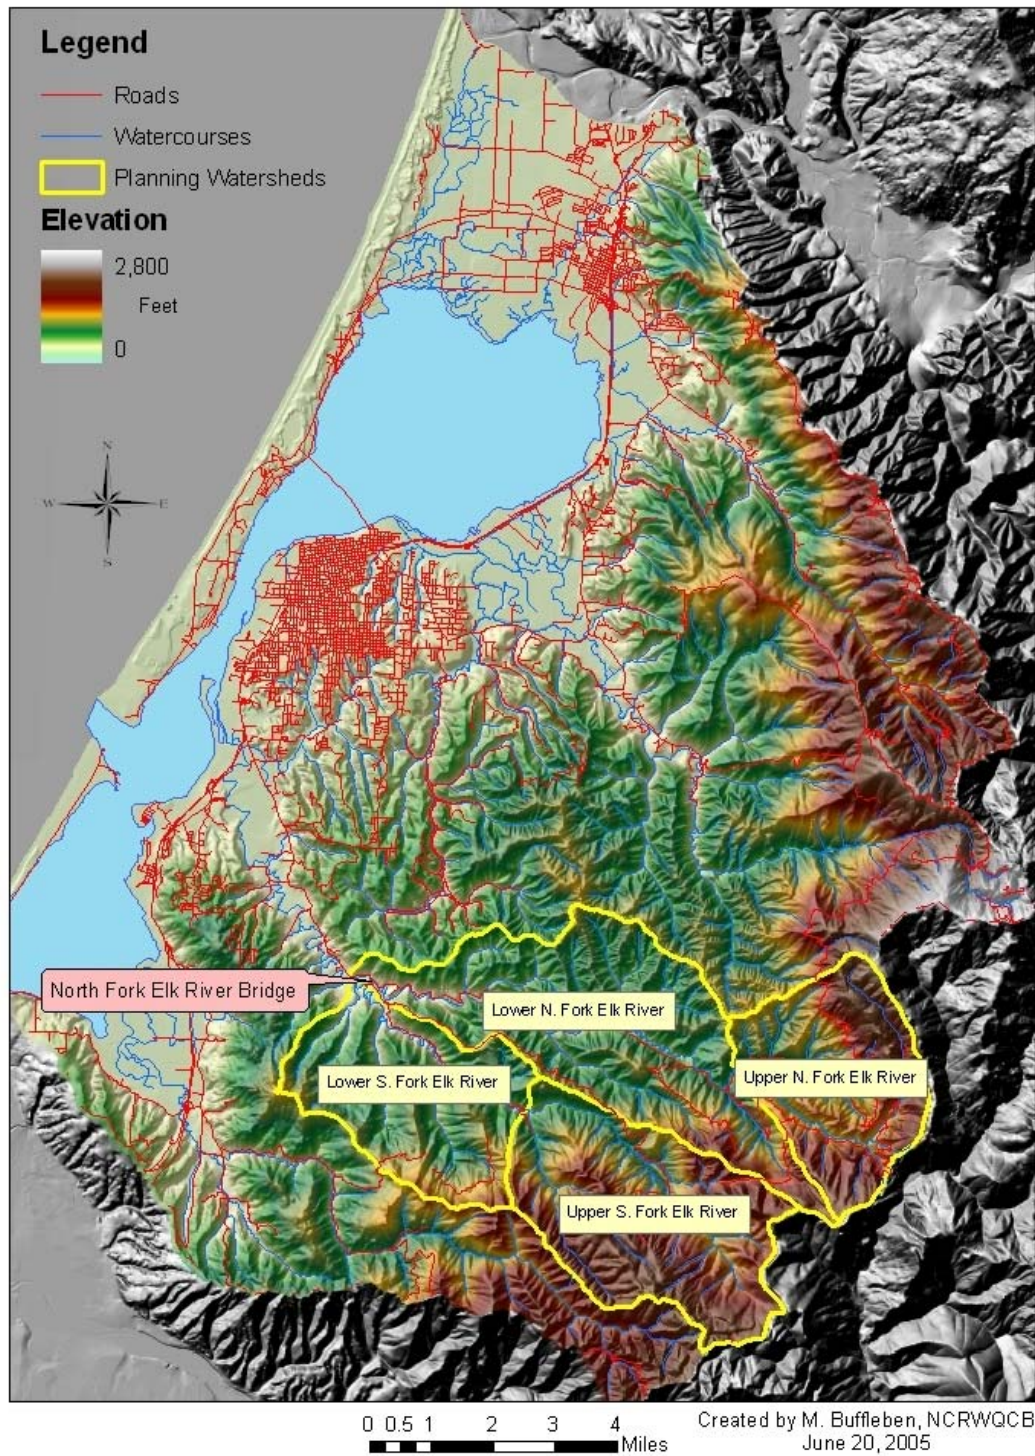 Legend
Roads
Watercourses
Planning Watersheds
Elevation
2,800
Feet
0
N
W E
S
North Fork Elk River Bridge
Lower N. Fork Elk River
Lower S. Fork Elk River
Upper N. Fork Elk River
Upper S. Fork Elk River
0 0.5 1 2 3 4
Miles
Created by M. Buffleben, NCRWQCB
June 20, 2005